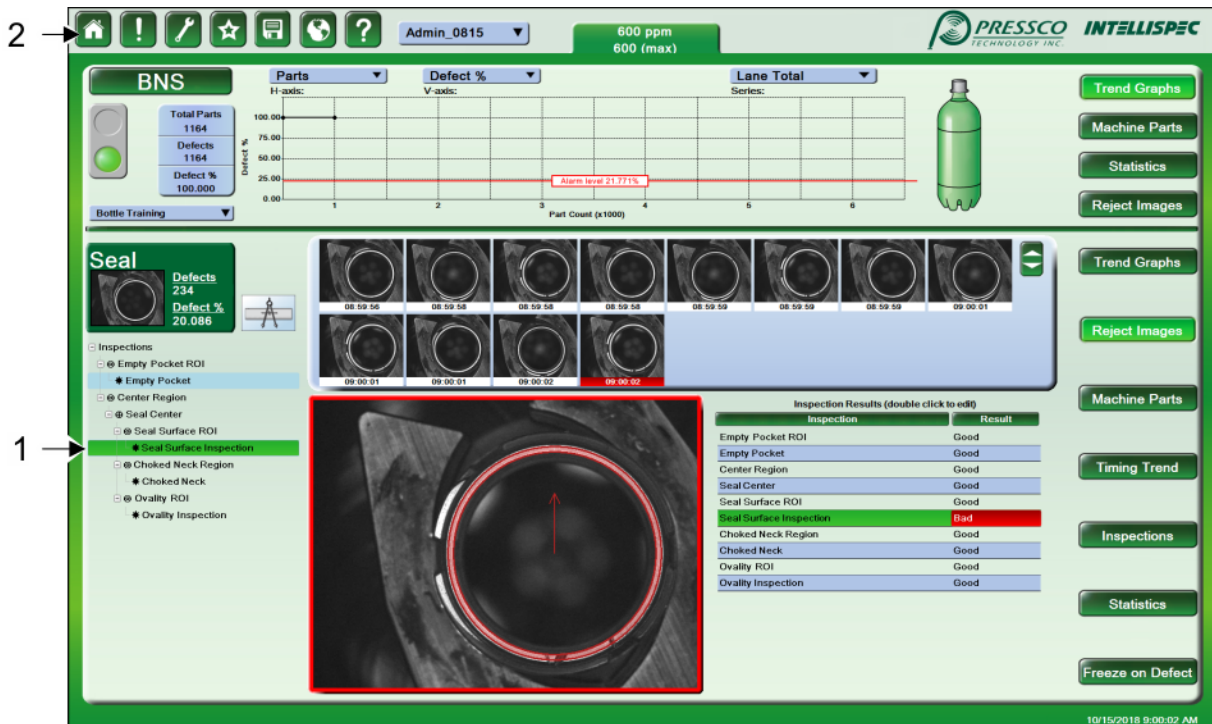 2
Admin_0815
600 ppm
600 (max)
PRESSCO
TECHNOLOGY INC.
INTELLISPEC
BNS
Parts
H-axis:
Defect %
V-axis:
Lane Total
Series:
Trend Graphs
Machine Parts
Statistics
Reject Images
Total Parts
1164
Defects
1164
Defect %
100.000
Bottle Training
Defect %
100.00
75.00
50.00
25.00
0.00
Alarm level 21.771%
1 2 3 4 5 6
Part Count (x1000)
Seal
Defects
234
Defect %
20.086
08:59:56 08:59:58 08:59:58 08:59:58 08:59:59 08:59:59 08:59:59 09:00:01
09:00:01 09:00:01 09:00:02 09:00:02
Trend Graphs
Reject Images
Machine Parts
Timing Trend
Inspections
Statistics
Freeze on Defect
1
Inspections
Empty Pocket ROI
Empty Pocket
Center Region
Seal Center
Seal Surface ROI
Seal Surface Inspection
Choked Neck Region
Choked Neck
Ovality ROI
Ovality Inspection
Inspection Results (double click to edit)
Inspection Result
Empty Pocket ROI Good
Empty Pocket Good
Center Region Good
Seal Center Good
Seal Surface ROI Good
Seal Surface Inspection Bad
Choked Neck Region Good
Choked Neck Good
Ovality ROI Good
Ovality Inspection Good
10/15/2018 9:00:02 AM